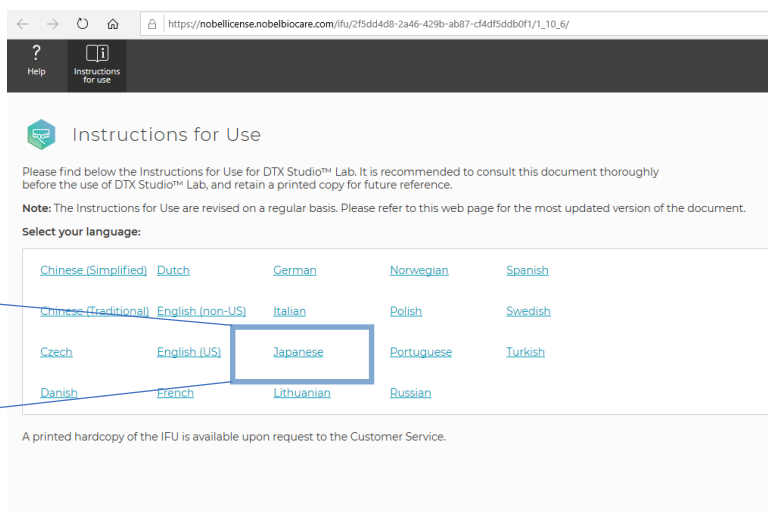 https://nobellicense.nobelbiocare.com/ifu/2f5dd4d8-2a46-429b-ab87-cf4df5ddb0f1/1_10_6/
?
Help
Instructions
for use
Instructions for Use
Please find below the Instructions for Use for DTX Studio™ Lab. It is recommended to consult this document thoroughly
before the use of DTX Studio™ Lab, and retain a printed copy for future reference.
Note: The Instructions for Use are revised on a regular basis. Please refer to this web page for the most updated version of the document.
Select your language:
Chinese (Simplified) Dutch German Norwegian Spanish
Chinese (Traditional) English (non-US) Italian Polish Swedish
Czech English (US) Japanese Portuguese Turkish
Danish French Lithuanian Russian
A printed hardcopy of the IFU is available upon request to the Customer Service.